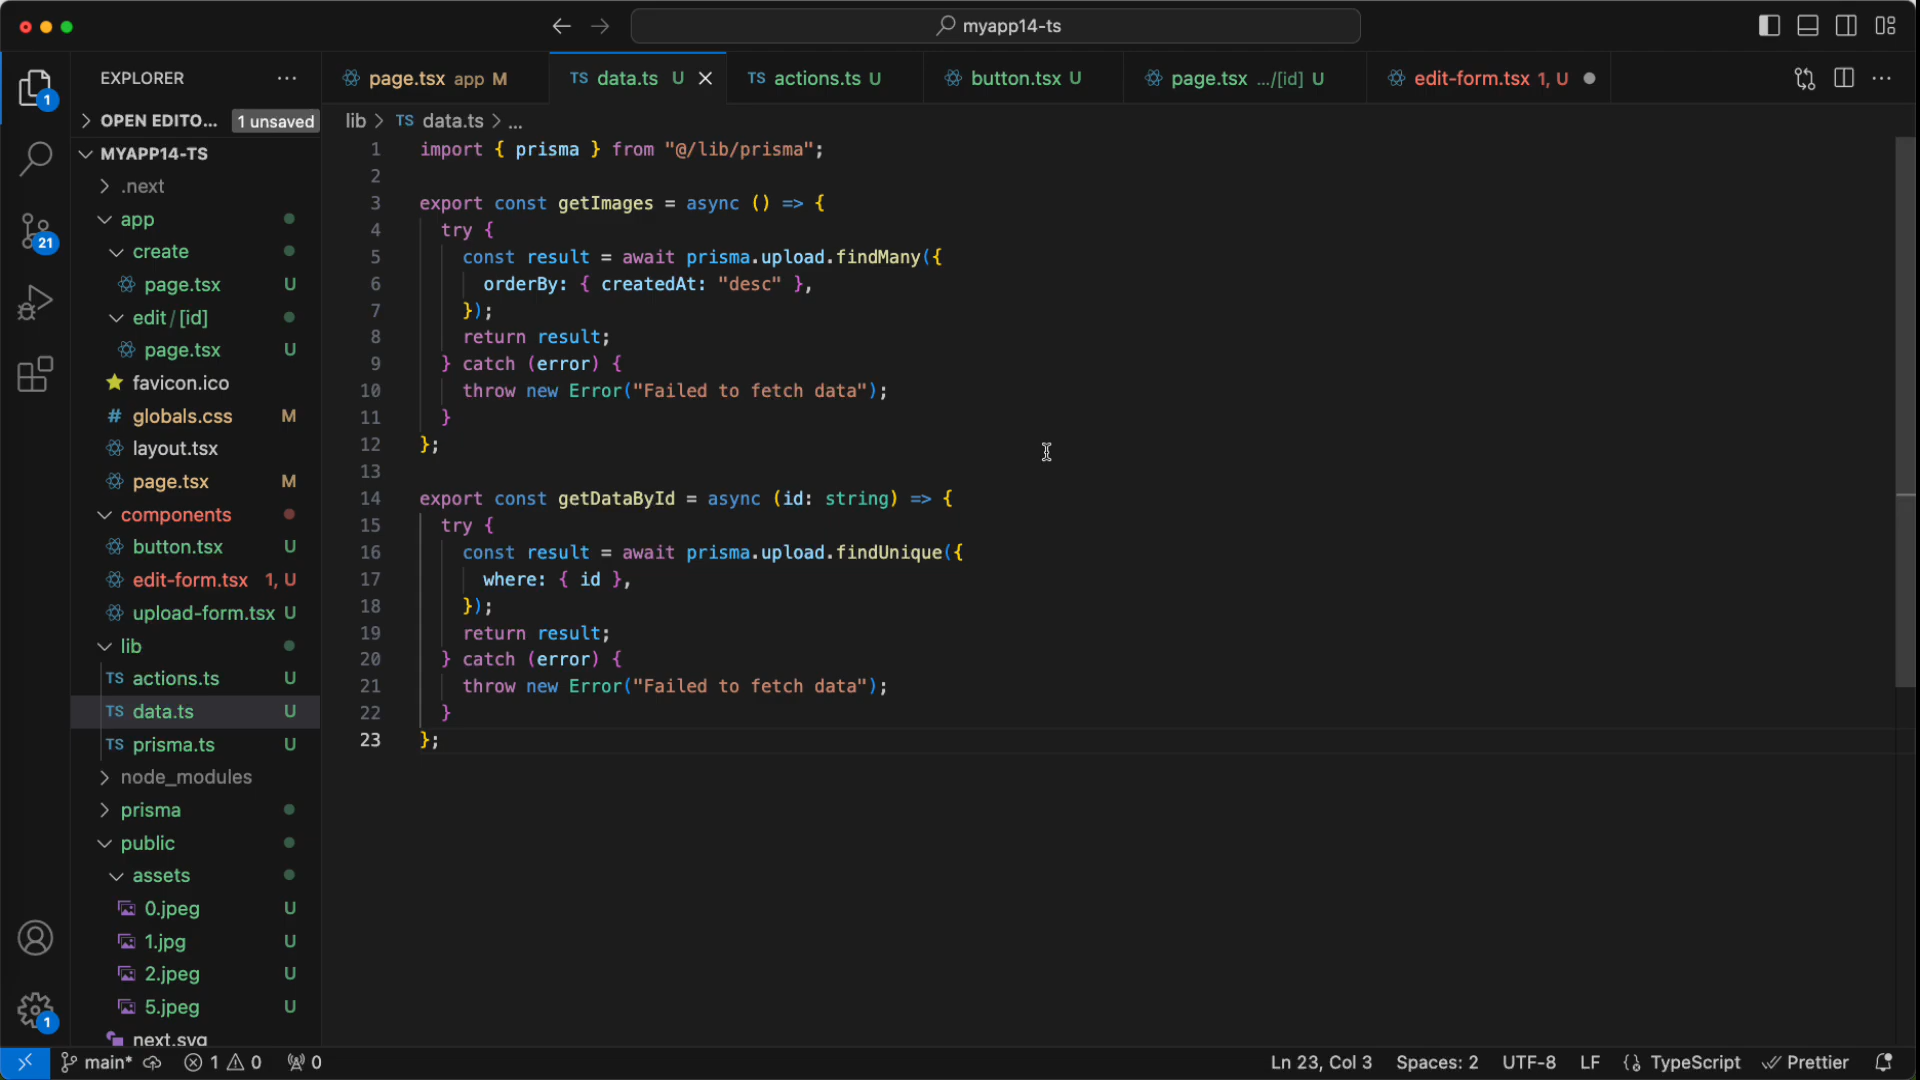 myapp14-ts
EXPLORER
page.tsx app M
TS data.ts U
TS actions.ts U
button.tsx U
page.tsx .../[id] U
edit-form.tsx 1, U
1
OPEN EDITO... 1 unsaved
lib > TS data.ts > ...
MYAPP14-TS
.next
app
create
page.tsx U
edit / [id]
page.tsx U
favicon.ico
globals.css M
layout.tsx
page.tsx M
components
button.tsx U
edit-form.tsx 1, U
upload-form.tsx U
lib
TS actions.ts U
TS data.ts U
TS prisma.ts U
node_modules
prisma
public
assets
0.jpeg U
1.jpg U
2.jpeg U
5.jpeg U
next.svg
21
1
1 import { prisma } from "@/lib/prisma";
2
3 export const getImages = async () => {
4 try {
5 const result = await prisma.upload.findMany({
6 orderBy: { createdAt: "desc" },
7 });
8 return result;
9 } catch (error) {
10 throw new Error("Failed to fetch data");
11 }
12 };
13
14 export const getDataById = async (id: string) => {
15 try {
16 const result = await prisma.upload.findUnique({
17 where: { id },
18 });
19 return result;
20 } catch (error) {
21 throw new Error("Failed to fetch data");
22 }
23 };
main* 1 0 0 Ln 23, Col 3 Spaces: 2 UTF-8 LF {} TypeScript Prettier